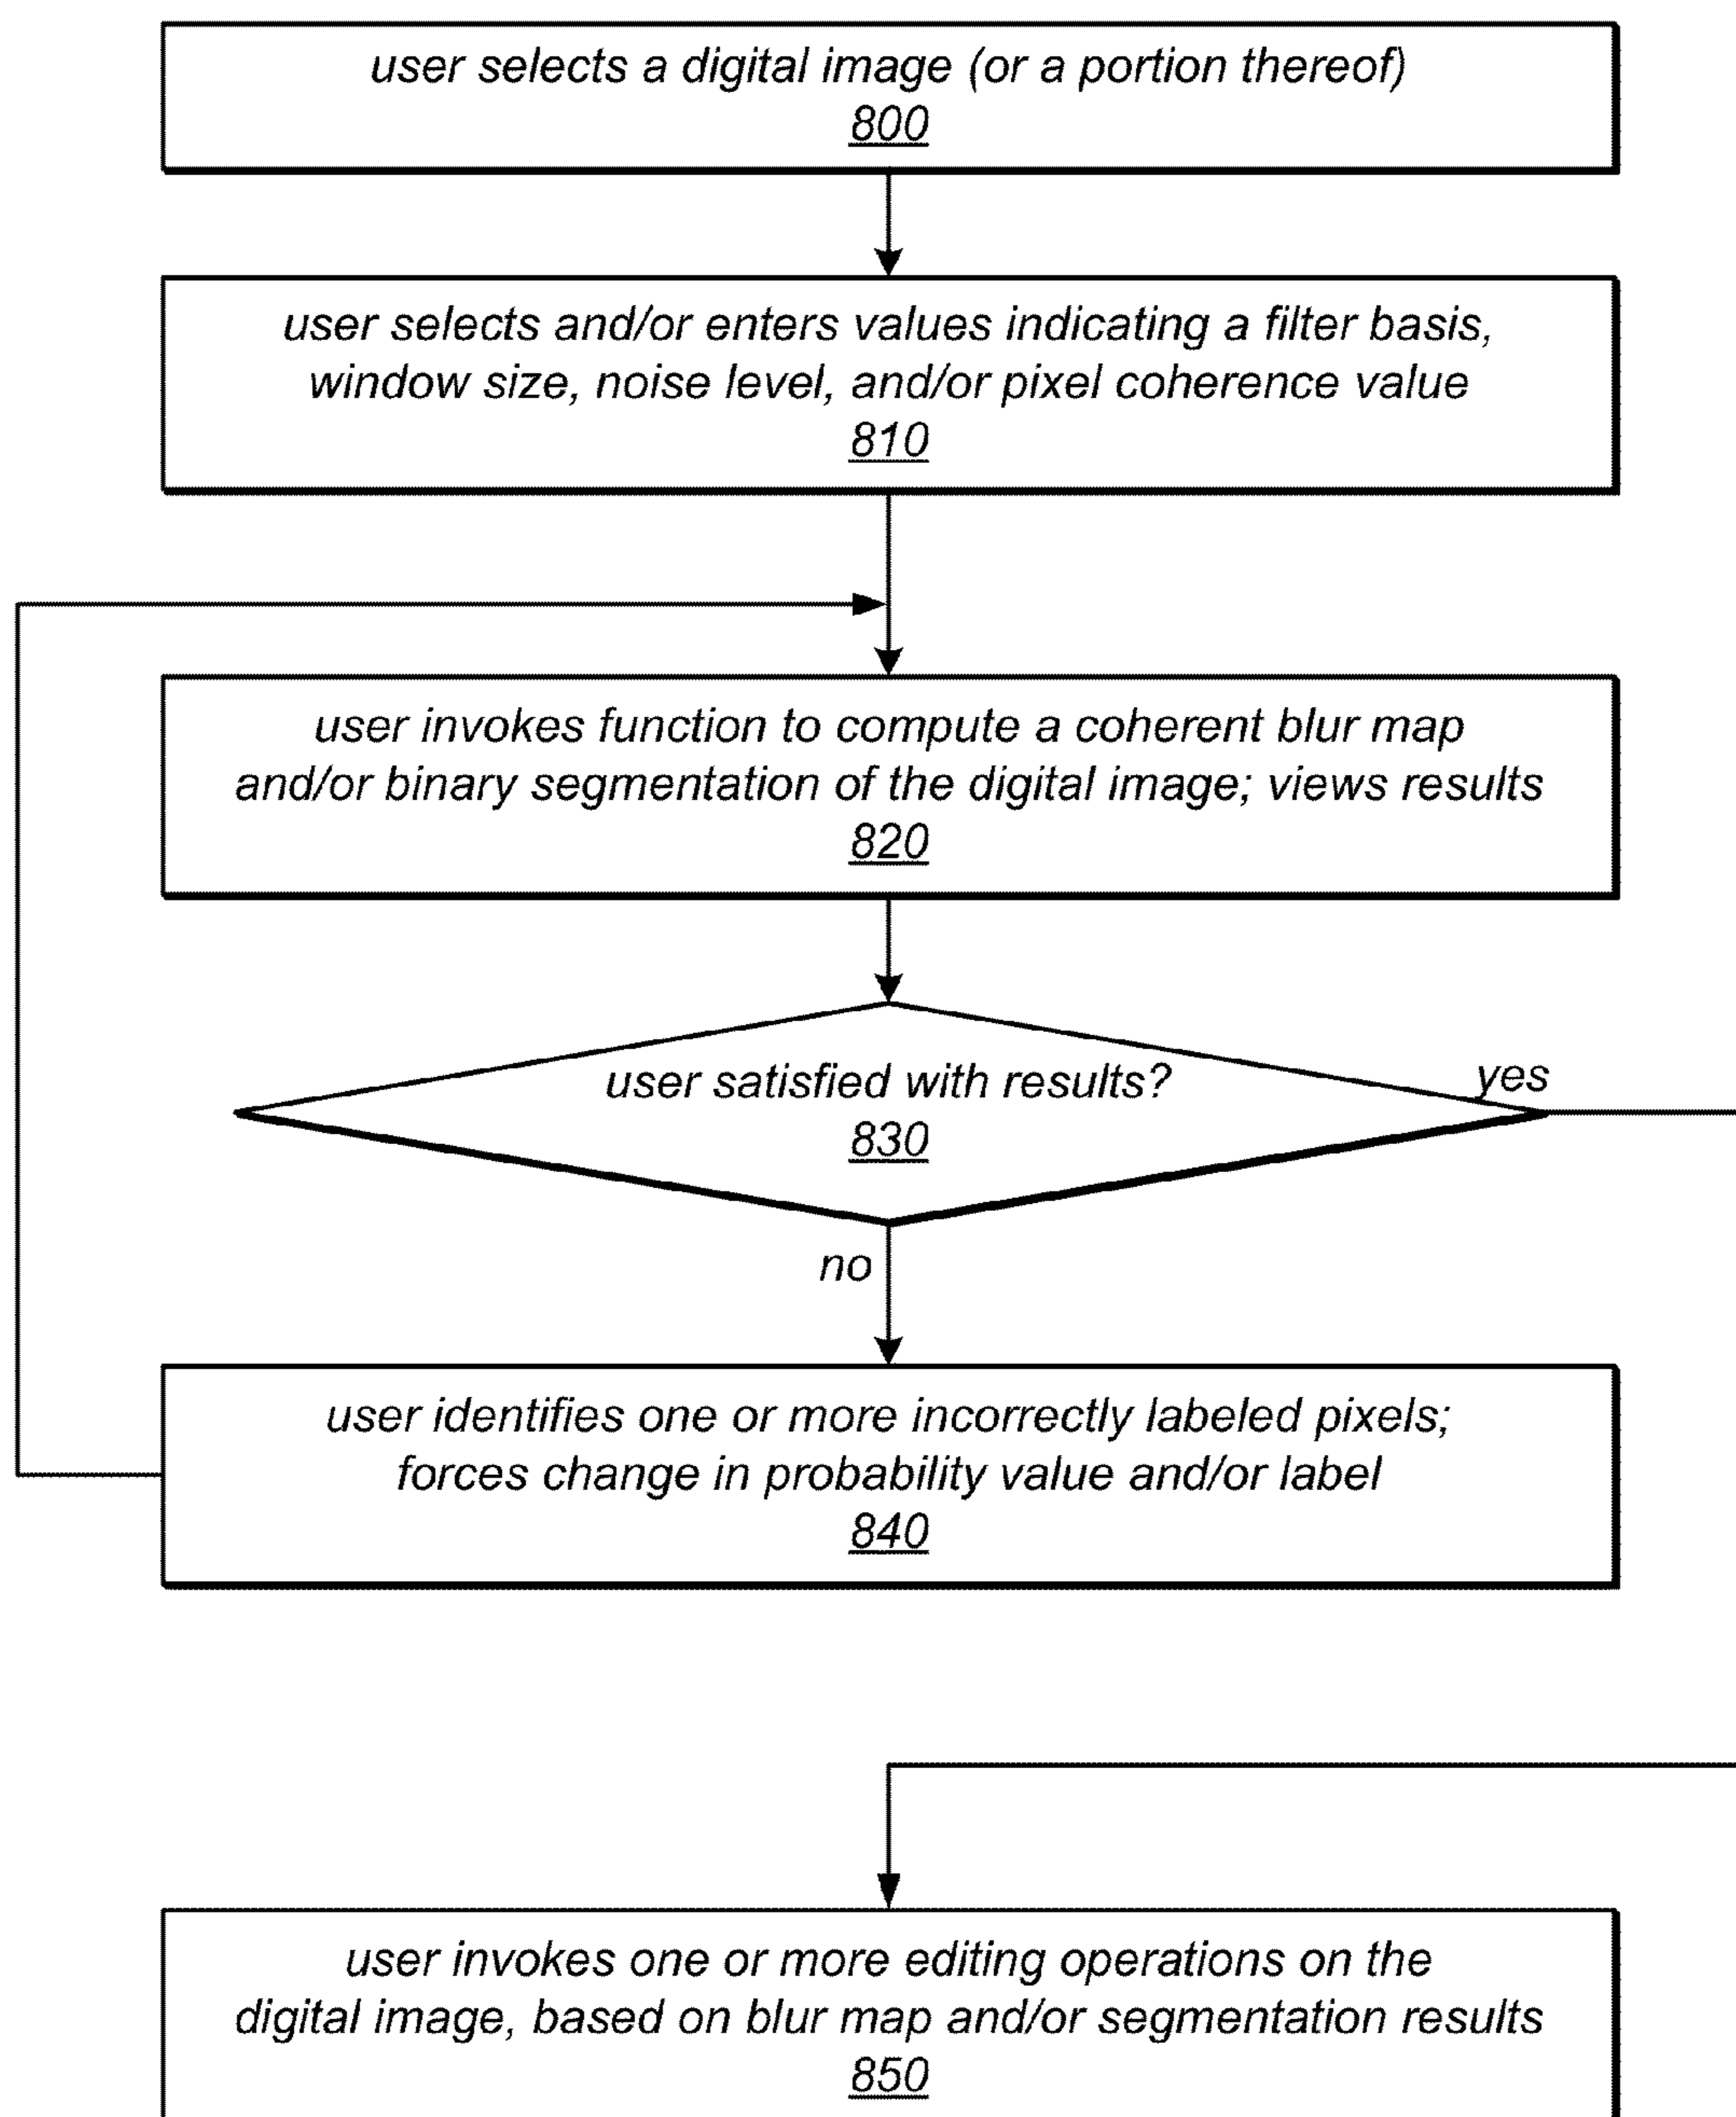 user selects a digital image (or a portion thereof)
800
user selects and/or enters values indicating a filter basis,
window size, noise level, and/or pixel coherence value
810
user invokes function to compute a coherent blur map
and/or binary segmentation of the digital image; views results
820
user satisfied with results?
830
yes
no
user identifies one or more incorrectly labeled pixels;
forces change in probability value and/or label
840
user invokes one or more editing operations on the
digital image, based on blur map and/or segmentation results
850